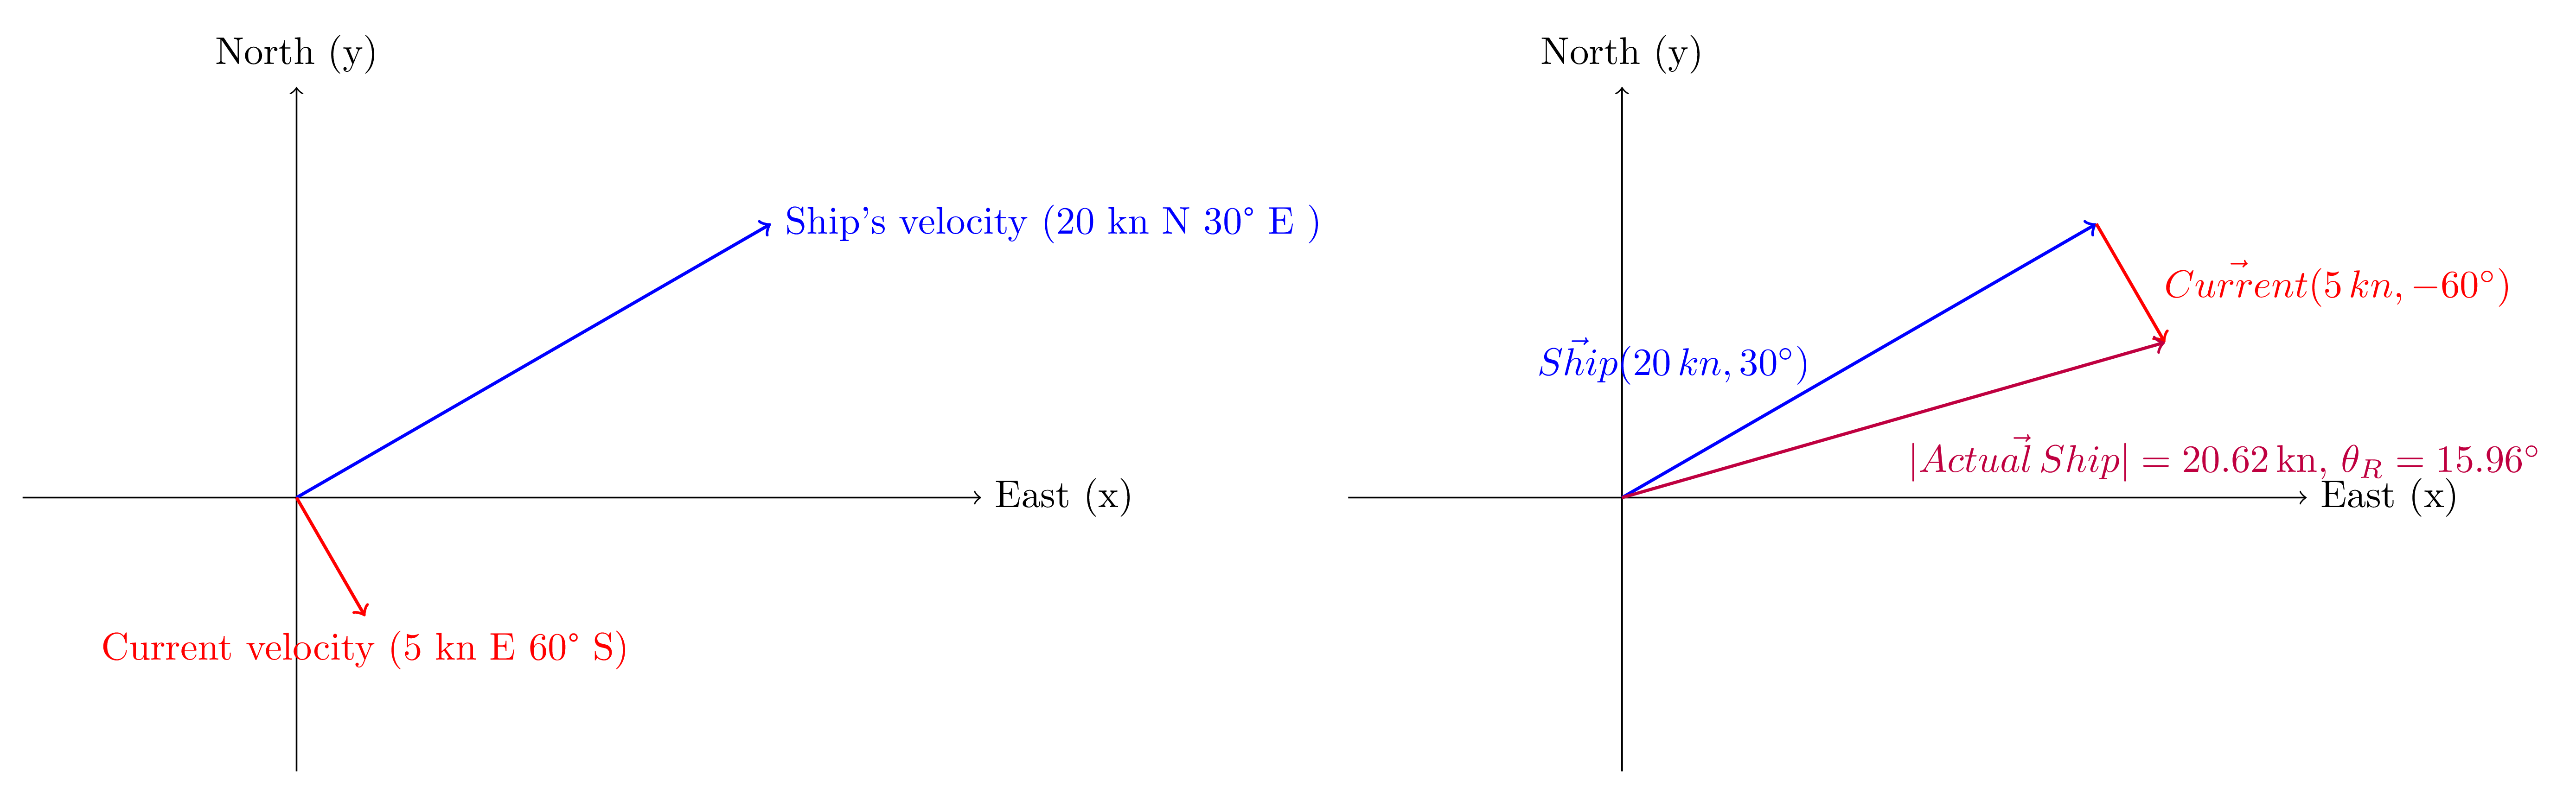 North (y)
Ship's velocity (20 kn N 30° E )
East (x)
Current velocity (5 kn E 60° S)
North (y)
$\vec{Current}(5\,kn, -60°)$
$\vec{Ship}(20\,kn, 30°)$
$|\vec{Actual\,Ship}| = 20.62\,\text{kn}, \theta_R = 15.96°$
East (x)